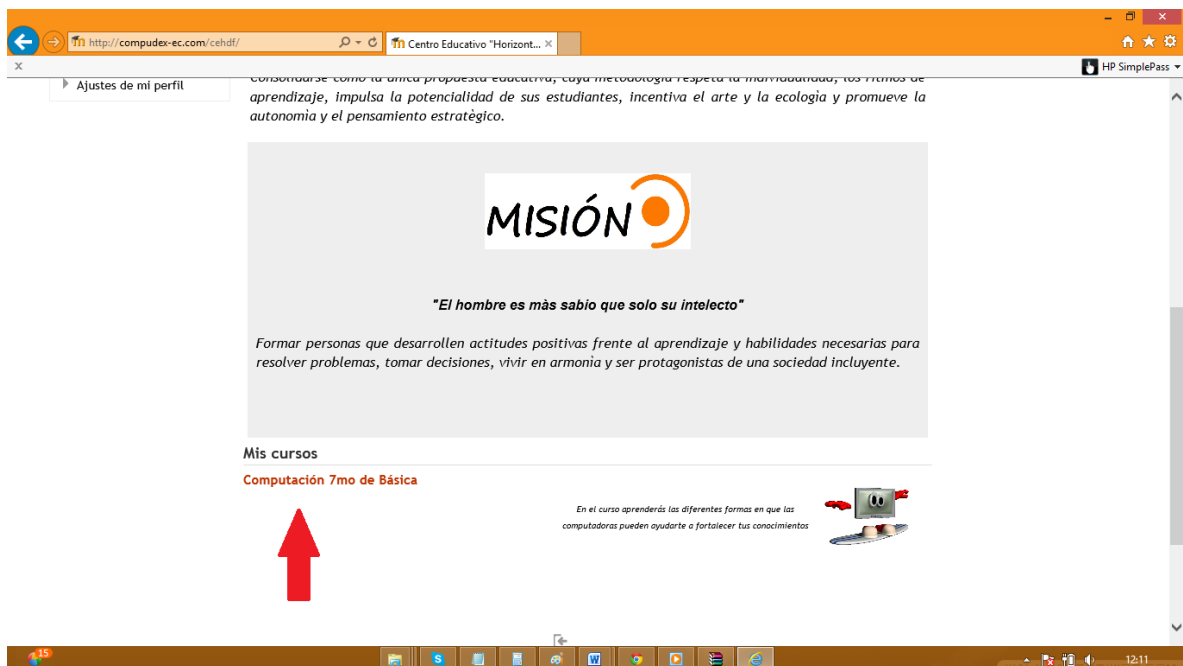 http://compudex-ec.com/cehdf/
Centro Educativo "Horizont...
x
HP SimplePass
Ajustes de mi perfil
Consolidarse como la única propuesta educativa, cuya metodología respeta la individualidad, los ritmos de
aprendizaje, impulsa la potencialidad de sus estudiantes, incentiva el arte y la ecologìa y promueve la
autonomìa y el pensamiento estratègico.
MISIÓN
"El hombre es màs sabio que solo su intelecto"
Formar personas que desarrollen actitudes positivas frente al aprendizaje y habilidades necesarias para
resolver problemas, tomar decisiones, vivir en armonìa y ser protagonistas de una sociedad incluyente.
Mis cursos
Computación 7mo de Básica
En el curso aprenderás las diferentes formas en que las
computadoras pueden ayudarte a fortalecer tus conocimientos
15
12:11